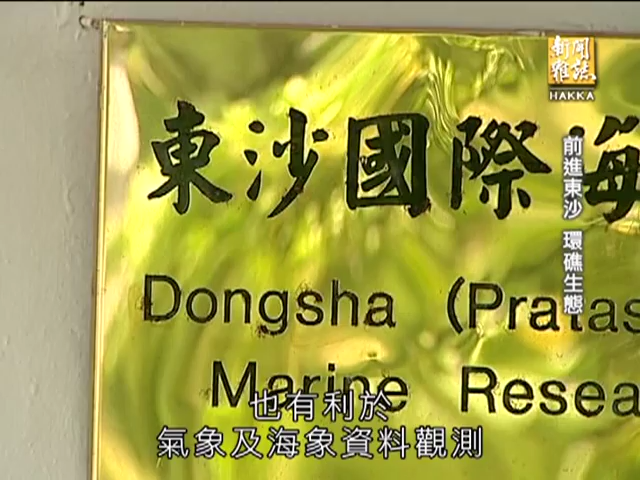 新聞
雜誌
HAKKA
前進東沙 環礁生態
東沙國際海
Dongsha (Pratas
Marine Resea
也有利於
氣象及海象資料觀測